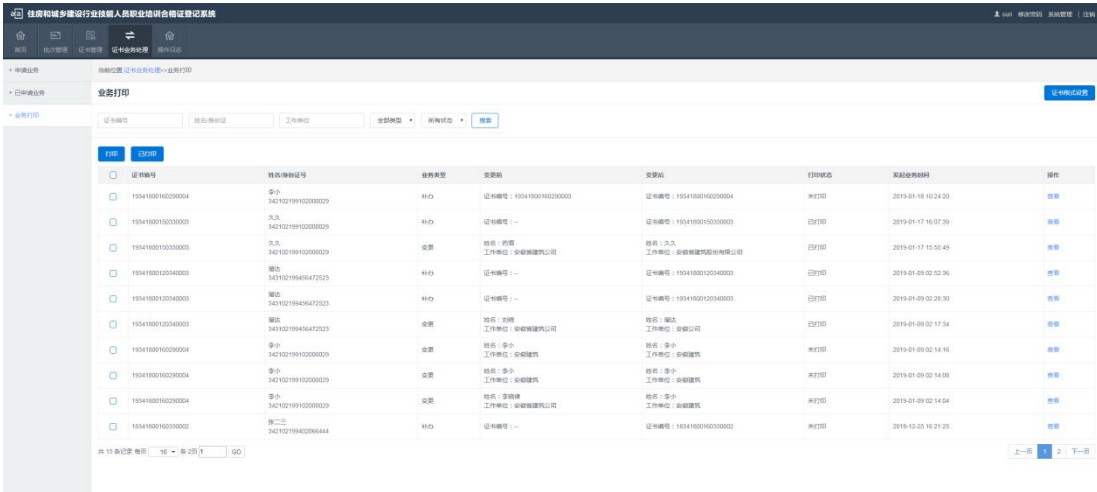 住房和城乡建设行业技能人员职业培训合格证登记系统
suri 修改密码 系统管理 | 注销
首页 批次管理 证书管理 证书业务处理 操作日志
申请业务
已申请业务
业务打印
当前位置:证书业务处理>>业务打印
业务打印
证书格式设置
证书编号 姓名/身份证 工作单位 全部类型 所有状态 搜索
打印 已打印
证书编号 姓名/身份证号 业务类型 变更前 变更后 打印状态 发起业务时间 操作
19341800160290004 李小 342102199102000029 补办 证书编号：19341800160290003 证书编号：19341800160290004 未打印 2019-01-18 10:24:20 查看
19341800150330003 久久 342102199102000029 补办 证书编号：-- 证书编号：19341800150330003 已打印 2019-01-17 16:07:39 查看
19341800150330003 久久 342102199102000029 变更 姓名： 工作单位：安徽省建筑公司 姓名：久久 工作单位：安徽省建筑股份有限公司 已打印 2019-01-17 15:55:49 查看
19341800120340003 343102199456472523 补办 证书编号：-- 证书编号：19341800120340003 已打印 2019-01-09 02:52:36 查看
19341800120340003 343102199456472523 补办 证书编号：-- 证书编号：19341800120340003 已打印 2019-01-09 02:28:30 查看
19341800120340003 343102199456472523 变更 姓名： 工作单位：安徽省建筑公司 姓名： 工作单位：安徽公司 已打印 2019-01-09 02:17:34 查看
19341800160290004 李小 342102199102000029 变更 姓名：李小 工作单位：安徽建筑 姓名：李小 工作单位：安徽建筑 未打印 2019-01-09 02:14:16 查看
19341800160290004 李小 342102199102000029 变更 姓名：李小 工作单位：安徽建筑 姓名：李小 工作单位：安徽建筑 未打印 2019-01-09 02:14:08 查看
19341800160290004 李小 342102199102000029 变更 姓名： 工作单位：安徽省建筑公司 姓名：李小 工作单位：安徽建筑 未打印 2019-01-09 02:14:04 查看
18341800160330002 张二三 342102199402066444 补办 证书编号：-- 证书编号：18341800160330002 未打印 2018-12-25 16:21:25 查看
共 15 条记录 每页 10 条 2页 1 GO 上一页 1 2 下一页